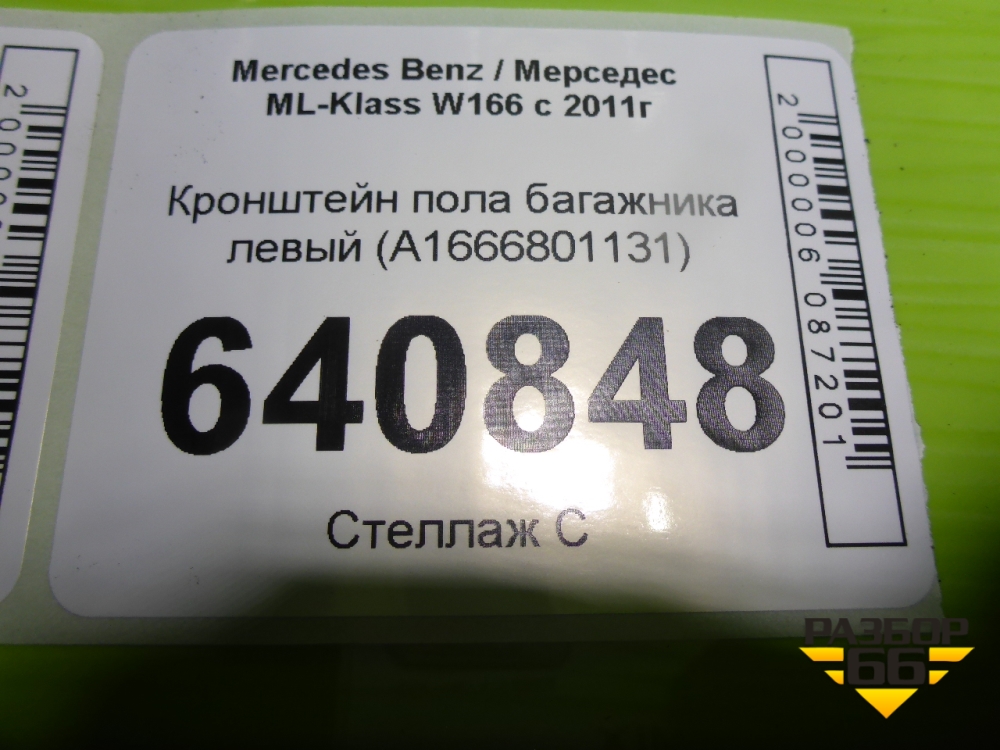 Mercedes Benz / Мерседес
ML-Klass W166 с 2011г
Кронштейн пола багажника
левый (A1666801131)
640848
Стеллаж С
2000006087201
РАЗБОР
66